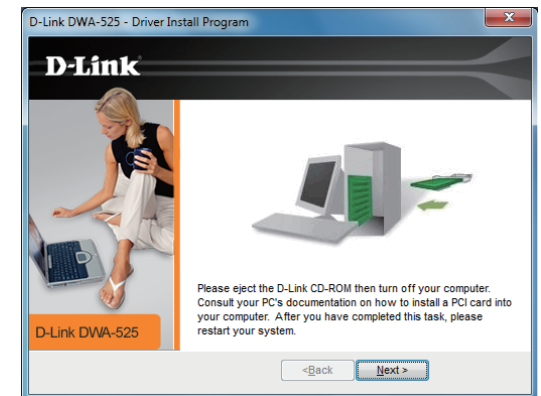 D-Link DWA-525 - Driver Install Program
D-Link
Please eject the D-Link CD-ROM then turn off your computer.
Consult your PC's documentation on how to install a PCI card into
your computer. After you have completed this task, please
restart your system.
D-Link DWA-525
<Back
Next >